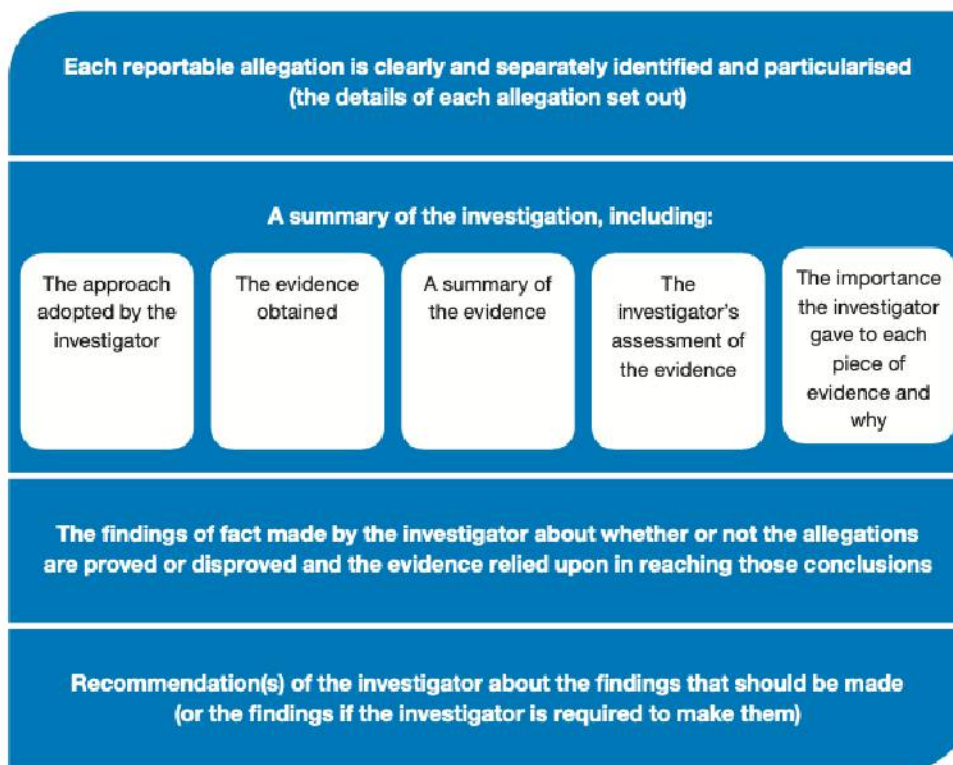 Each reportable allegation is clearly and separately identified and particularised
(the details of each allegation set out)
A summary of the investigation, including:
The approach
adopted by the
investigator
The evidence
obtained
A summary of
the evidence
The
investigator's
assessment of
the evidence
The importance
the investigator
gave to each
piece of
evidence and
why
The findings of fact made by the investigator about whether or not the allegations
are proved or disproved and the evidence relied upon in reaching those conclusions
Recommendation(s) of the investigator about the findings that should be made
(or the findings if the investigator is required to make them)